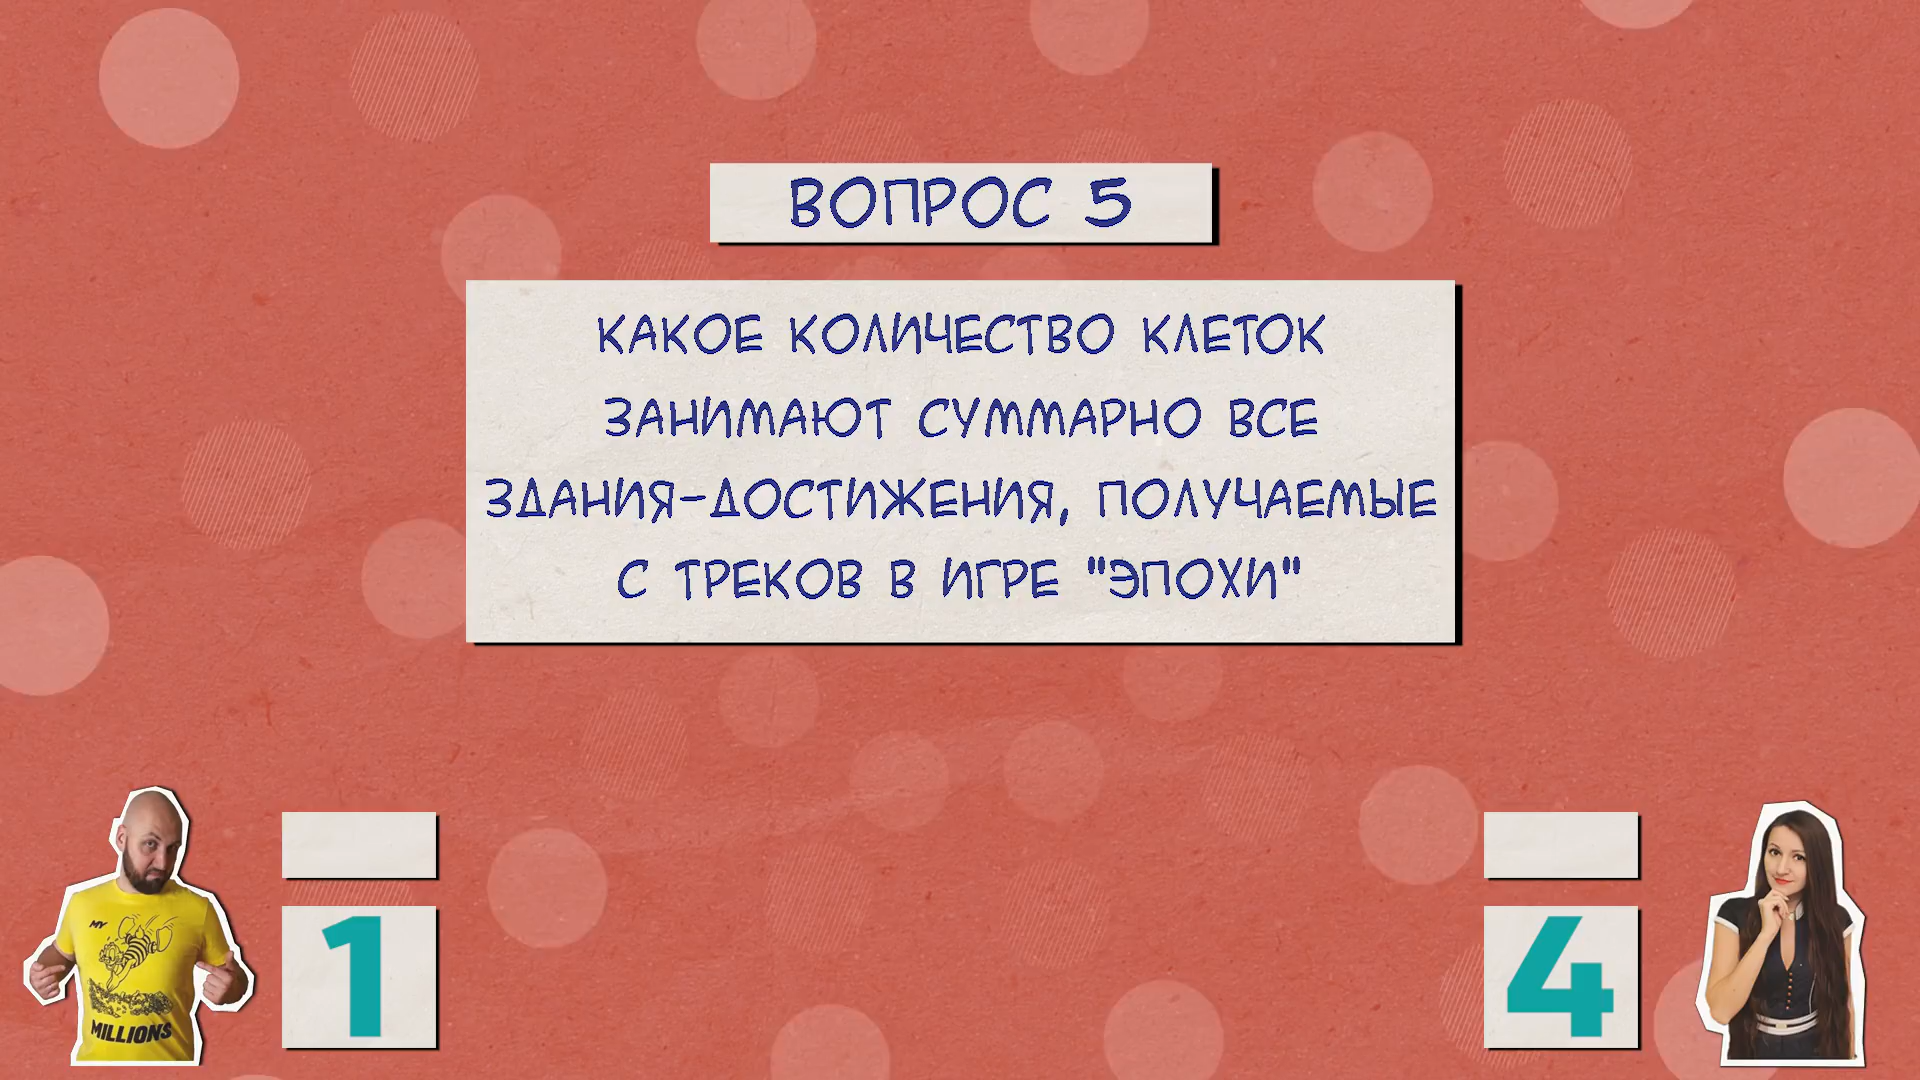 ВОПРОС 5
КАКОЕ КОЛИЧЕСТВО КЛЕТОК
ЗАНИМАЮТ СУММАРНО ВСЕ
ЗДАНИЯ-ДОСТИЖЕНИЯ, ПОЛУЧАЕМЫЕ
С ТРЕКОВ В ИГРЕ "ЭПОХИ"
MY
MILLIONS
1
4